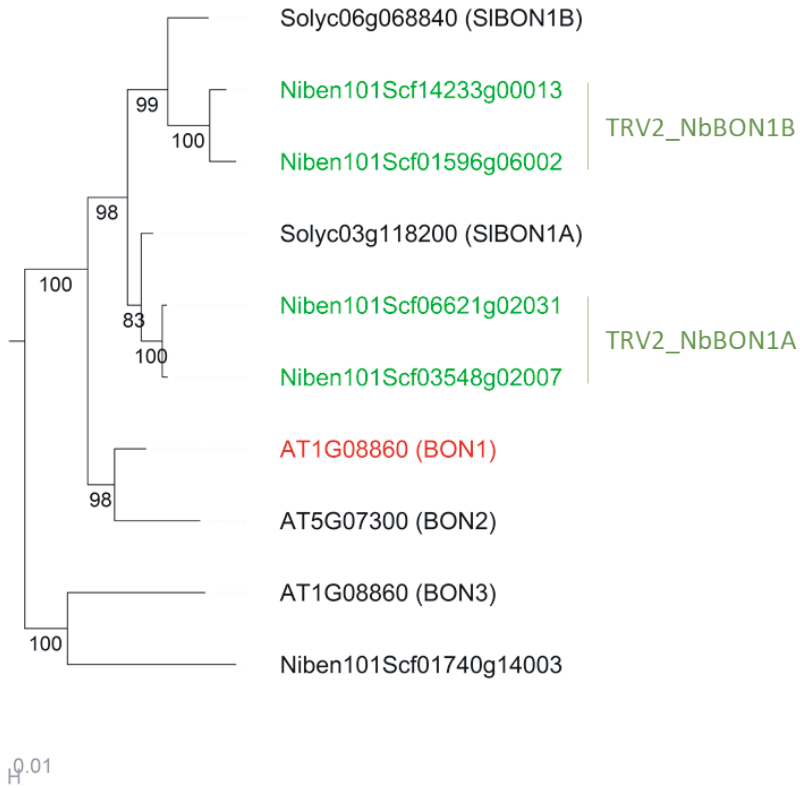 Solyc06g068840 (SlBON1B)
99
Niben101Scf14233g00013
TRV2_NbBON1B
100
Niben101Scf01596g06002
98
Solyc03g118200 (SlBON1A)
100
Niben101Scf06621g02031
83
TRV2_NbBON1A
100
Niben101Scf03548g02007
AT1G08860 (BON1)
98
AT5G07300 (BON2)
AT1G08860 (BON3)
100
Niben101Scf01740g14003
0.01